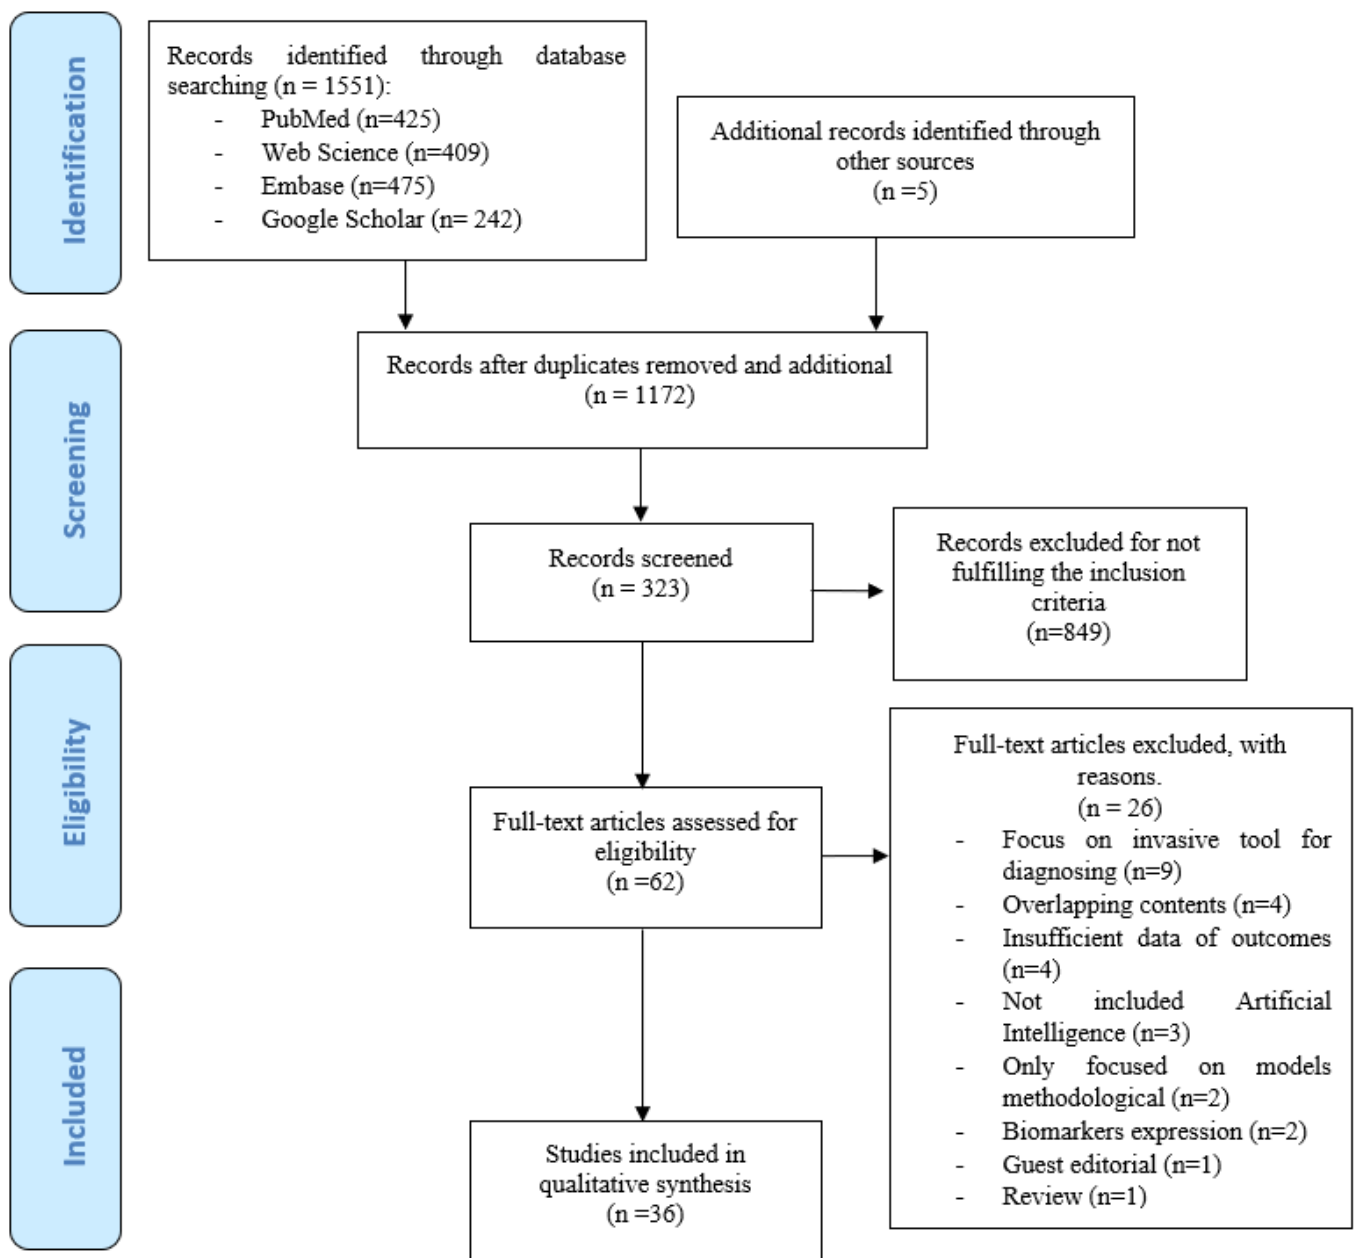 Identification
Records identified through database
searching (n = 1551):
- PubMed (n=425)
- Web Science (n=409)
- Embase (n=475)
- Google Scholar (n= 242)
Additional records identified through
other sources
(n =5)
Screening
Records after duplicates removed and additional
(n = 1172)
Records screened
(n = 323)
Records excluded for not
fulfilling the inclusion
criteria
(n=849)
Eligibility
Full-text articles assessed for
eligibility
(n =62)
Full-text articles excluded, with
reasons.
(n = 26)
- Focus on invasive tool for
diagnosing (n=9)
- Overlapping contents (n=4)
- Insufficient data of outcomes
(n=4)
- Not included Artificial
Intelligence (n=3)
- Only focused on models
methodological (n=2)
- Biomarkers expression (n=2)
- Guest editorial (n=1)
- Review (n=1)
Included
Studies included in
qualitative synthesis
(n =36)